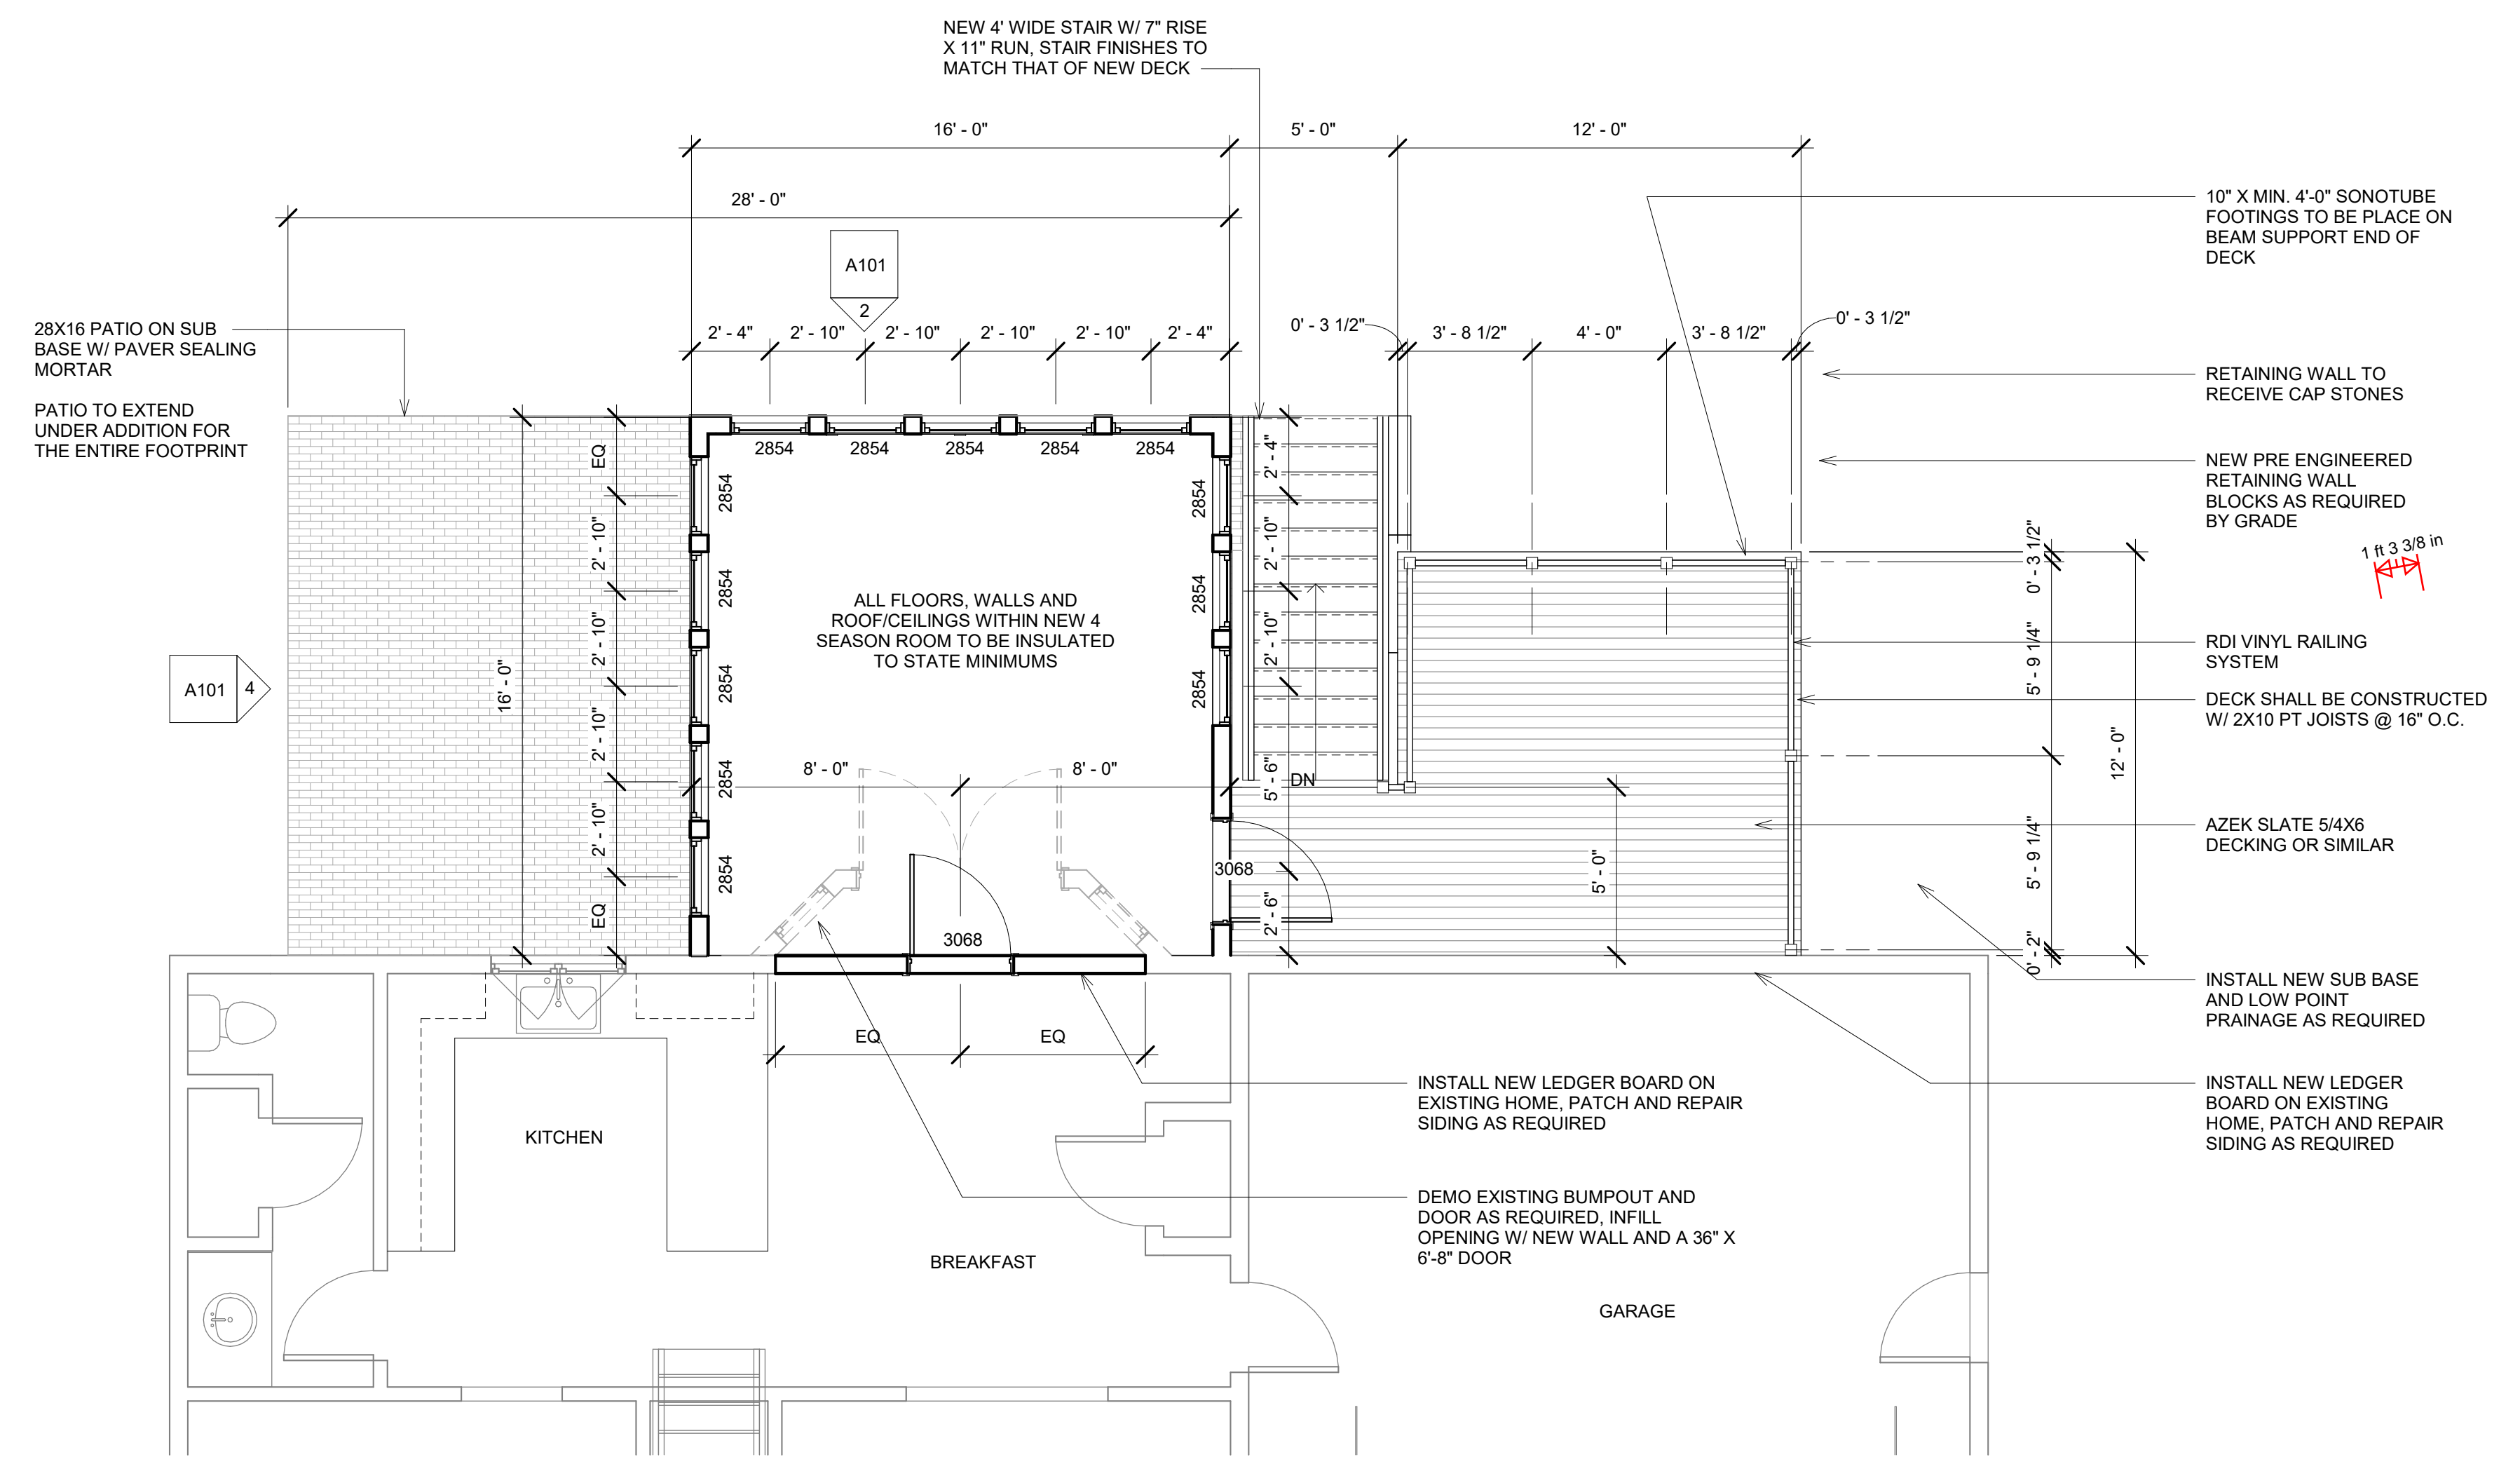 NEW 4' WIDE STAIR W/ 7" RISE
X 11" RUN, STAIR FINISHES TO
MATCH THAT OF NEW DECK
16' - 0"
5' - 0"
12' - 0"
28' - 0"
A101
2
10" X MIN. 4'-0" SONOTUBE
FOOTINGS TO BE PLACE ON
BEAM SUPPORT END OF
DECK
28X16 PATIO ON SUB
BASE W/ PAVER SEALING
MORTAR
PATIO TO EXTEND
UNDER ADDITION FOR
THE ENTIRE FOOTPRINT
2' - 4"
2' - 10"
2' - 10"
2' - 10"
2' - 10"
2' - 4"
0' - 3 1/2"
3' - 8 1/2"
4' - 0"
3' - 8 1/2"
0' - 3 1/2"
RETAINING WALL TO
RECEIVE CAP STONES
NEW PRE ENGINEERED
RETAINING WALL
BLOCKS AS REQUIRED
BY GRADE
1 ft 3 3/8 in
2854
2854
2854
2854
2854
EQ
2' - 10"
2' - 10"
2' - 10"
2' - 10"
EQ
16' - 0"
2854
2854
2854
2854
2854
2854
2854
2854
2' - 4"
2' - 10"
2' - 10"
5' - 6"
2' - 6"
ALL FLOORS, WALLS AND
ROOF/CEILINGS WITHIN NEW 4
SEASON ROOM TO BE INSULATED
TO STATE MINIMUMS
0' - 3 1/2"
5' - 9 1/4"
5' - 9 1/4"
0' - 2"
12' - 0"
RDI VINYL RAILING
SYSTEM
DECK SHALL BE CONSTRUCTED
W/ 2X10 PT JOISTS @ 16" O.C.
A101
4
8' - 0"
8' - 0"
DN
5' - 0"
AZEK SLATE 5/4X6
DECKING OR SIMILAR
3068
3068
INSTALL NEW SUB BASE
AND LOW POINT
PRAINAGE AS REQUIRED
EQ
EQ
INSTALL NEW LEDGER BOARD ON
EXISTING HOME, PATCH AND REPAIR
SIDING AS REQUIRED
INSTALL NEW LEDGER
BOARD ON EXISTING
HOME, PATCH AND REPAIR
SIDING AS REQUIRED
KITCHEN
DEMO EXISTING BUMPOUT AND
DOOR AS REQUIRED, INFILL
OPENING W/ NEW WALL AND A 36" X
6'-8" DOOR
BREAKFAST
GARAGE